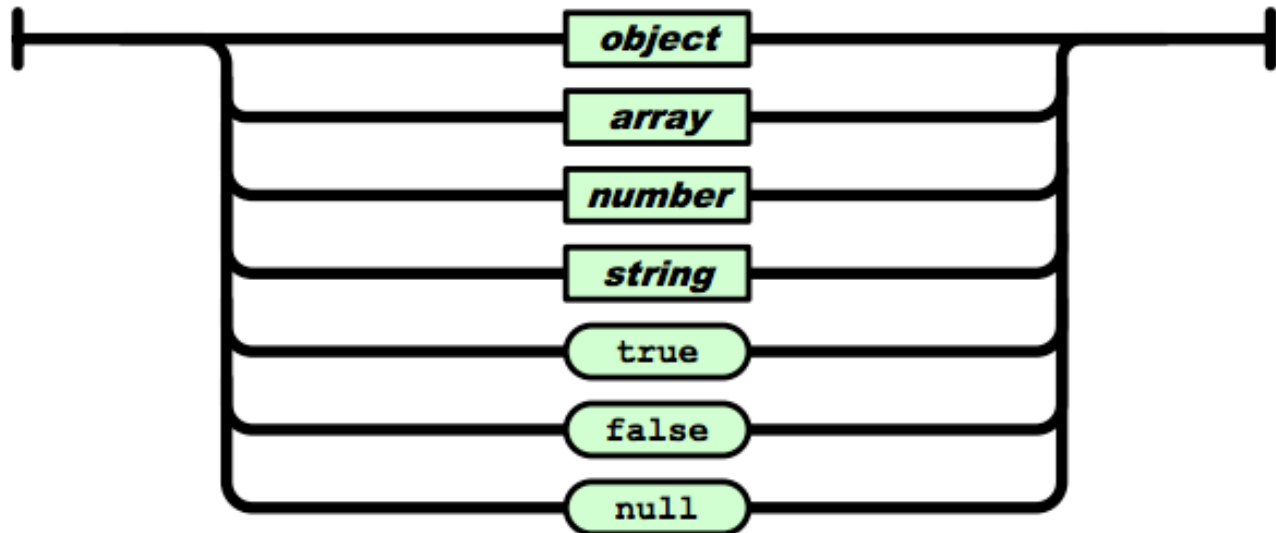 object
array
number
string
true
false
null